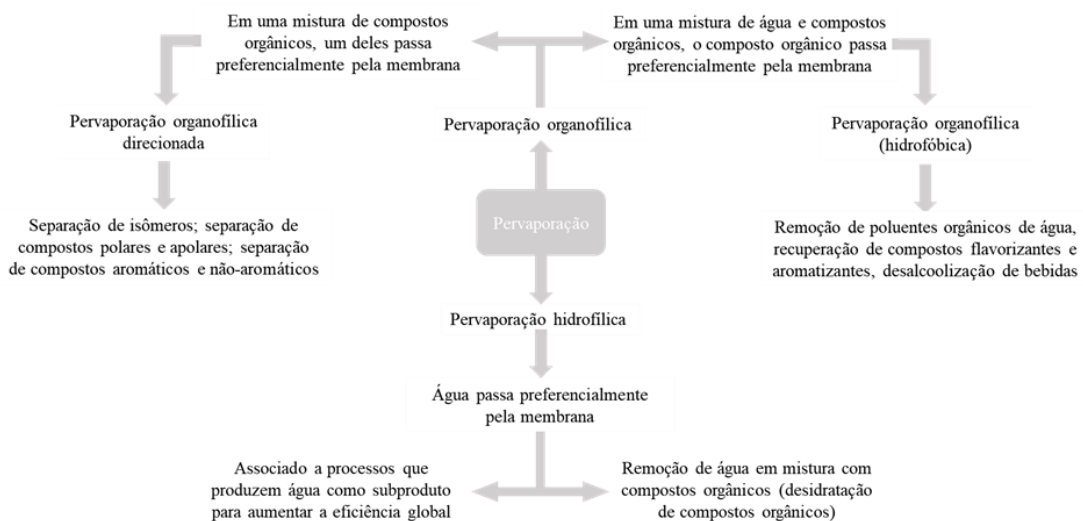 Em uma mistura de compostos
orgânicos, um deles passa
preferencialmente pela membrana
Em uma mistura de água e compostos
orgânicos, o composto orgânico passa
preferencialmente pela membrana
Pervaporação organofílica
direcionada
Pervaporação organofílica
Pervaporação organofílica
(hidrofóbica)
Separação de isômeros; separação de
compostos polares e apolares; separação
de compostos aromáticos e não-aromáticos
Pervaporação
Remoção de poluentes orgânicos de água,
recuperação de compostos flavorizantes e
aromatizantes, desalcoolização de bebidas
Pervaporação hidrofílica
Água passa preferencialmente
pela membrana
Associado a processos que
produzem água como subproduto
para aumentar a eficiência global
Remoção de água em mistura com
compostos orgânicos (desidratação
de compostos orgânicos)